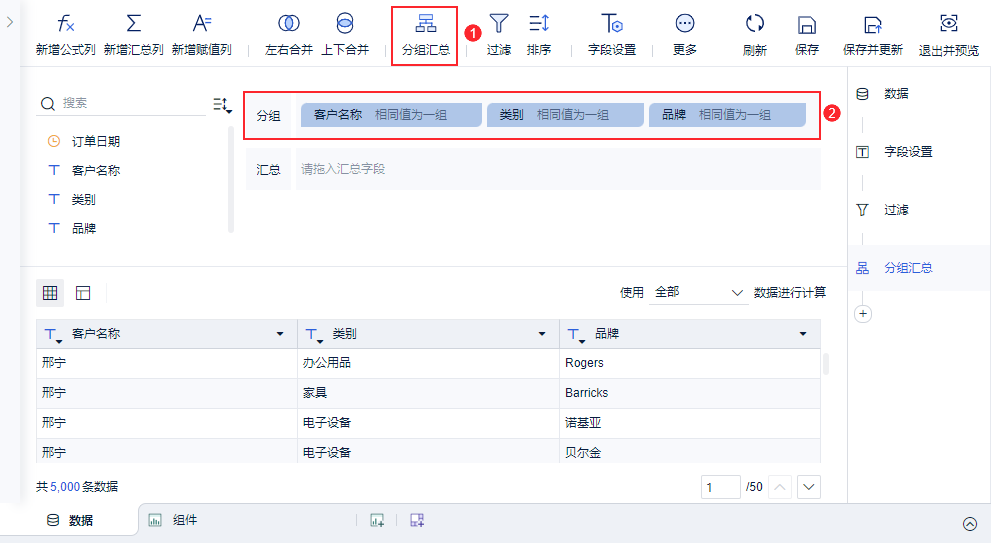 新增公式列 新增汇总列 新增赋值列 左右合并 上下合并 分组汇总 1 过滤 排序 字段设置 更多 刷新 保存 保存并更新 退出并预览
搜索
订单日期
客户名称
类别
品牌
分组 客户名称 相同值为一组 类别 相同值为一组 品牌 相同值为一组 2
汇总 请拖入汇总字段
数据
字段设置
过滤
分组汇总
使用 全部 数据进行计算
客户名称 类别 品牌
邢宁 办公用品 Rogers
邢宁 家具 Barricks
邢宁 电子设备 诺基亚
邢宁 电子设备 贝尔金
共 5,000 条数据 1 /50
数据 组件